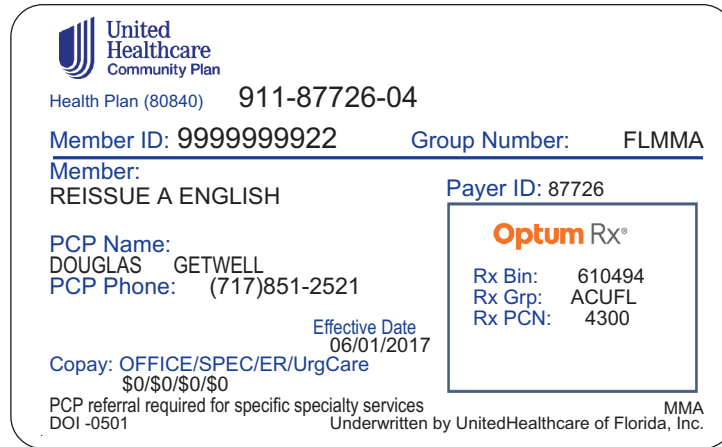 United
Healthcare
Community Plan
Health Plan (80840) 911-87726-04
Member ID: 9999999922 Group Number: FLMMA
Member:
REISSUE A ENGLISH
Payer ID: 87726
PCP Name:
DOUGLAS GETWELL
PCP Phone: (717)851-2521
Optum Rx®
Rx Bin: 610494
Rx Grp: ACUFL
Rx PCN: 4300
Effective Date
06/01/2017
Copay: OFFICE/SPEC/ER/UrgCare
$0/$0/$0/$0
PCP referral required for specific specialty services MMA
DOI -0501 Underwritten by UnitedHealthcare of Florida, Inc.